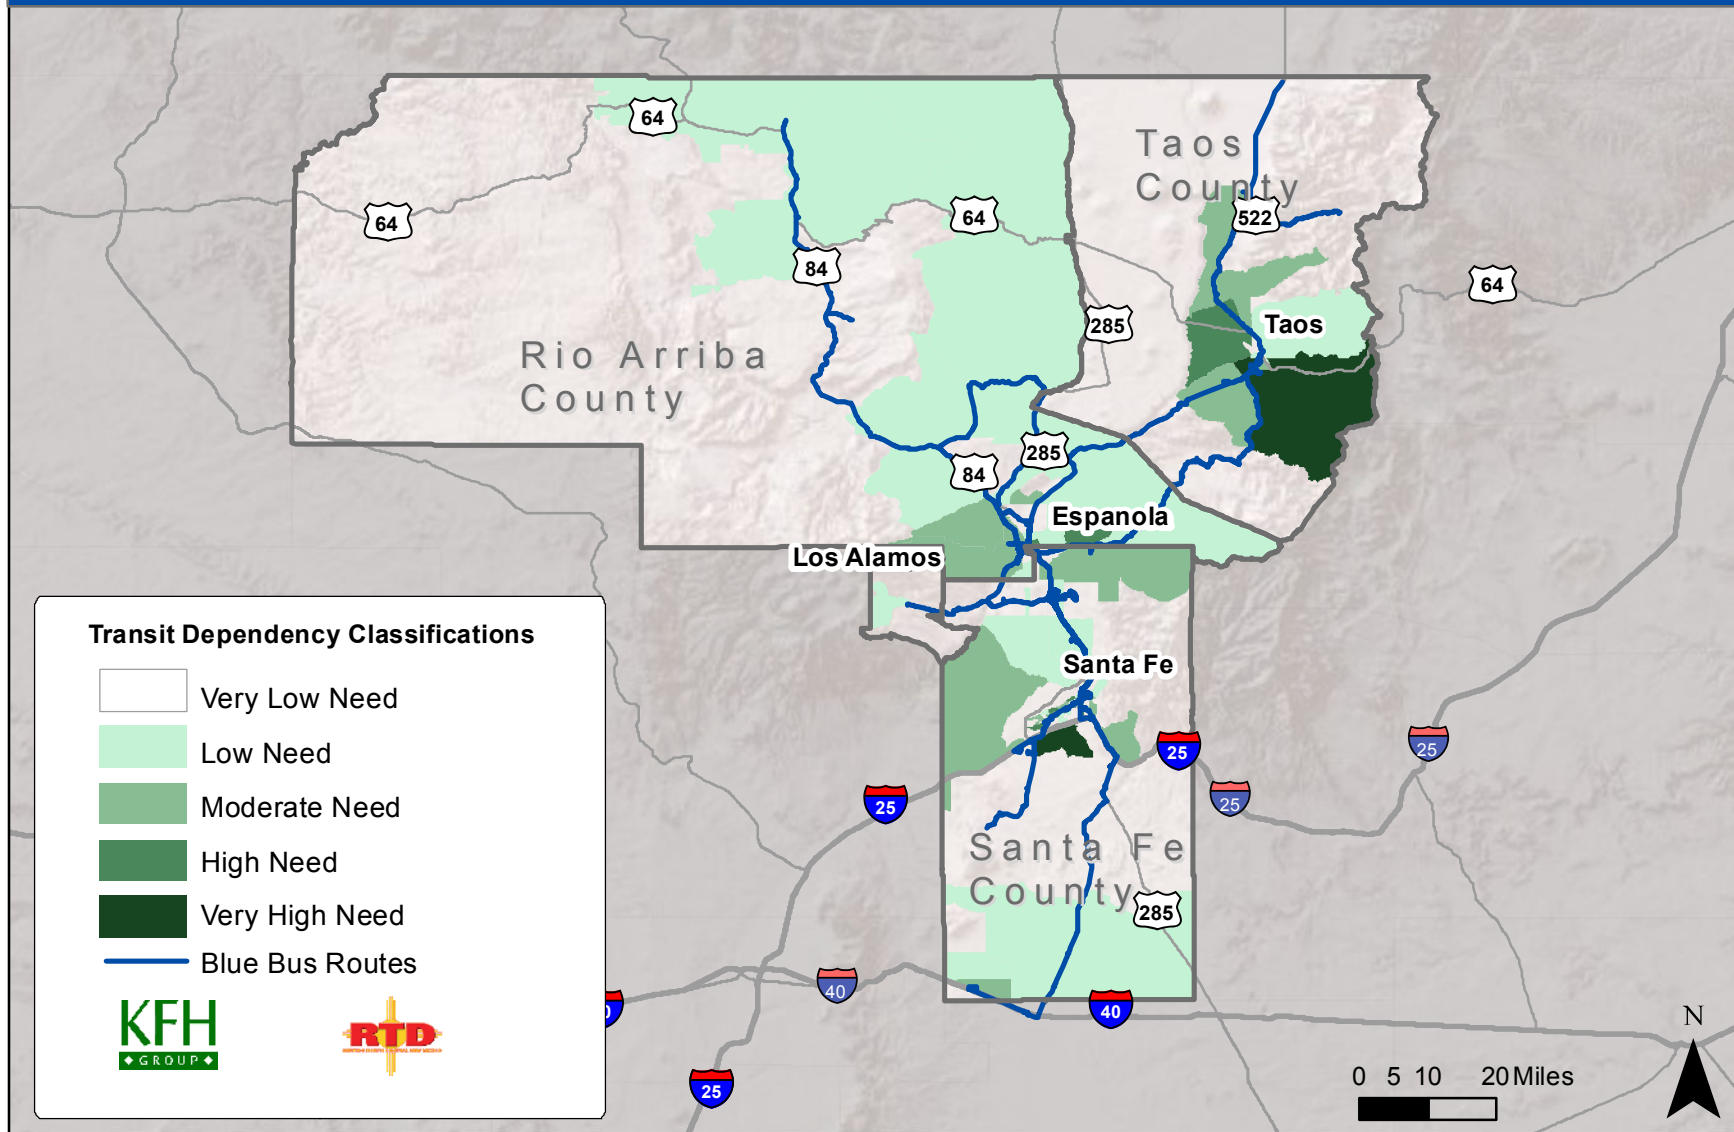 64
Taos
County
64
64
522
84
64
285
Taos
Rio Arriba
County
285
84
Espanola
Los Alamos
Transit Dependency Classifications
Very Low Need
Low Need
Moderate Need
High Need
Very High Need
Blue Bus Routes
KFH
GROUP
RTD
Santa Fe
25
25
25
25
Santa Fe
County
285
40
40
0
25
N
0 5 10 20 Miles